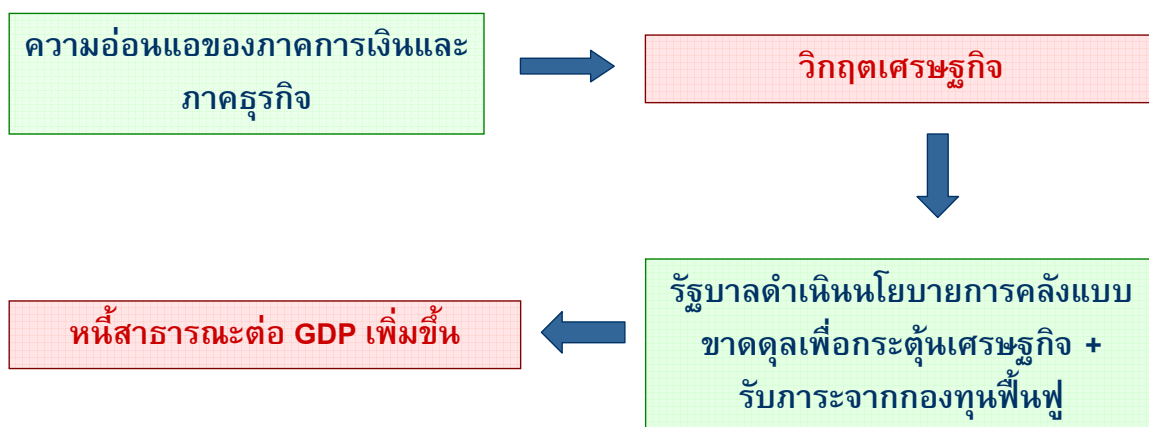 ความอ่อนแอของภาคการเงินและ
ภาคธุรกิจ
วิกฤตเศรษฐกิจ
รัฐบาลดำเนินนโยบายการคลังแบบ
ขาดดุลเพื่อกระตุ้นเศรษฐกิจ +
รับภาระจากกองทุนฟื้นฟู
หนี้สาธารณะต่อ GDP เพิ่มขึ้น